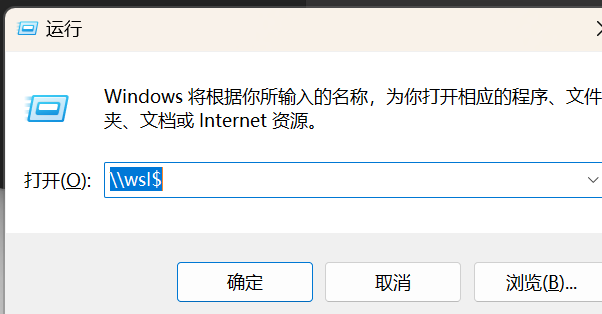 运行
Windows 将根据你所输入的名称，为你打开相应的程序、文件
夹、文档或 Internet 资源。
打开(O):
\\wsl$
确定
取消
浏览(B)...